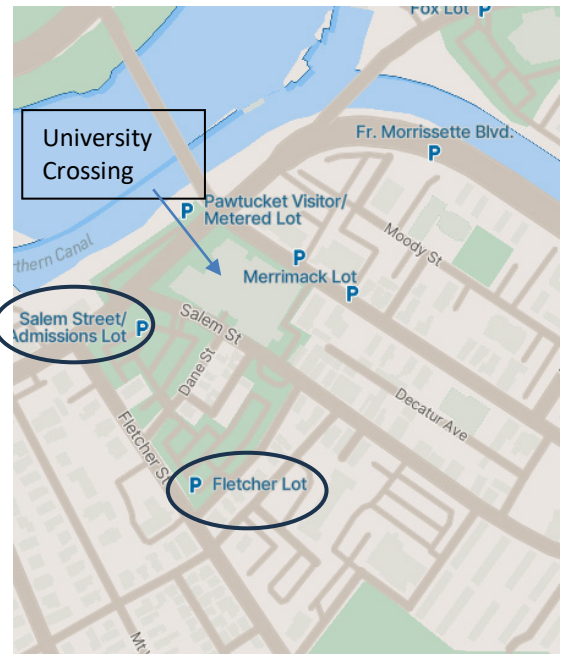 Fox Lot P
University
Crossing
Fr. Morrissette Blvd.
P
P Pawtucket Visitor/
Metered Lot
Moody St
thern Canal
P
Merrimack Lot
P
Salem Street/
Admissions Lot P
Salem St
Dane St
Decatur Ave
Fletcher St
P Fletcher Lot